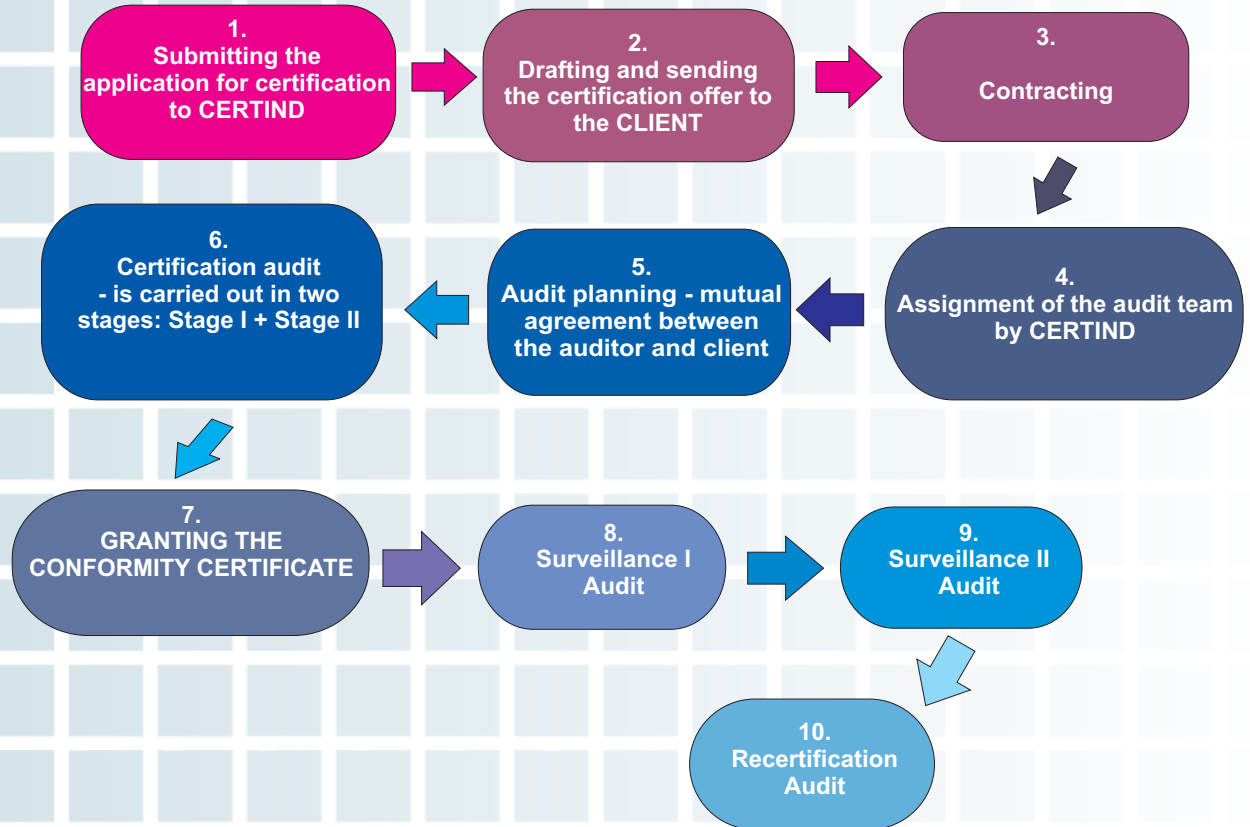 1.
Submitting the
application for certification
to CERTIND
2.
Drafting and sending
the certification offer to
the CLIENT
3.
Contracting
4.
Assignment of the audit team
by CERTIND
5.
Audit planning - mutual
agreement between
the auditor and client
6.
Certification audit
- is carried out in two
stages: Stage I + Stage II
7.
GRANTING THE
CONFORMITY CERTIFICATE
8.
Surveillance I
Audit
9.
Surveillance II
Audit
10.
Recertification
Audit